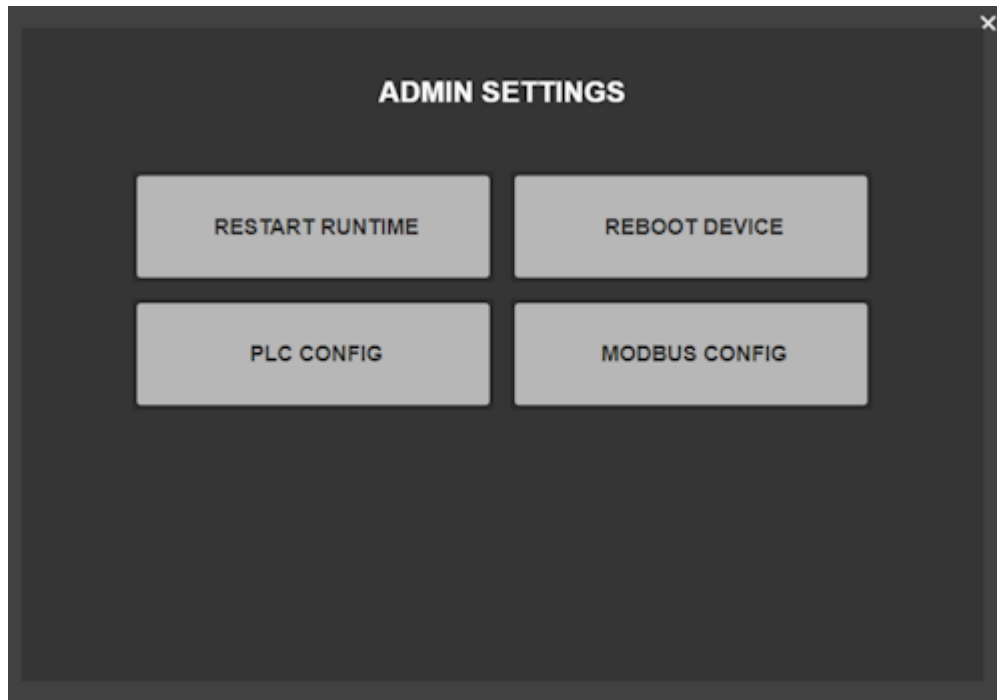 ADMIN SETTINGS
RESTART RUNTIME
REBOOT DEVICE
PLC CONFIG
MODBUS CONFIG